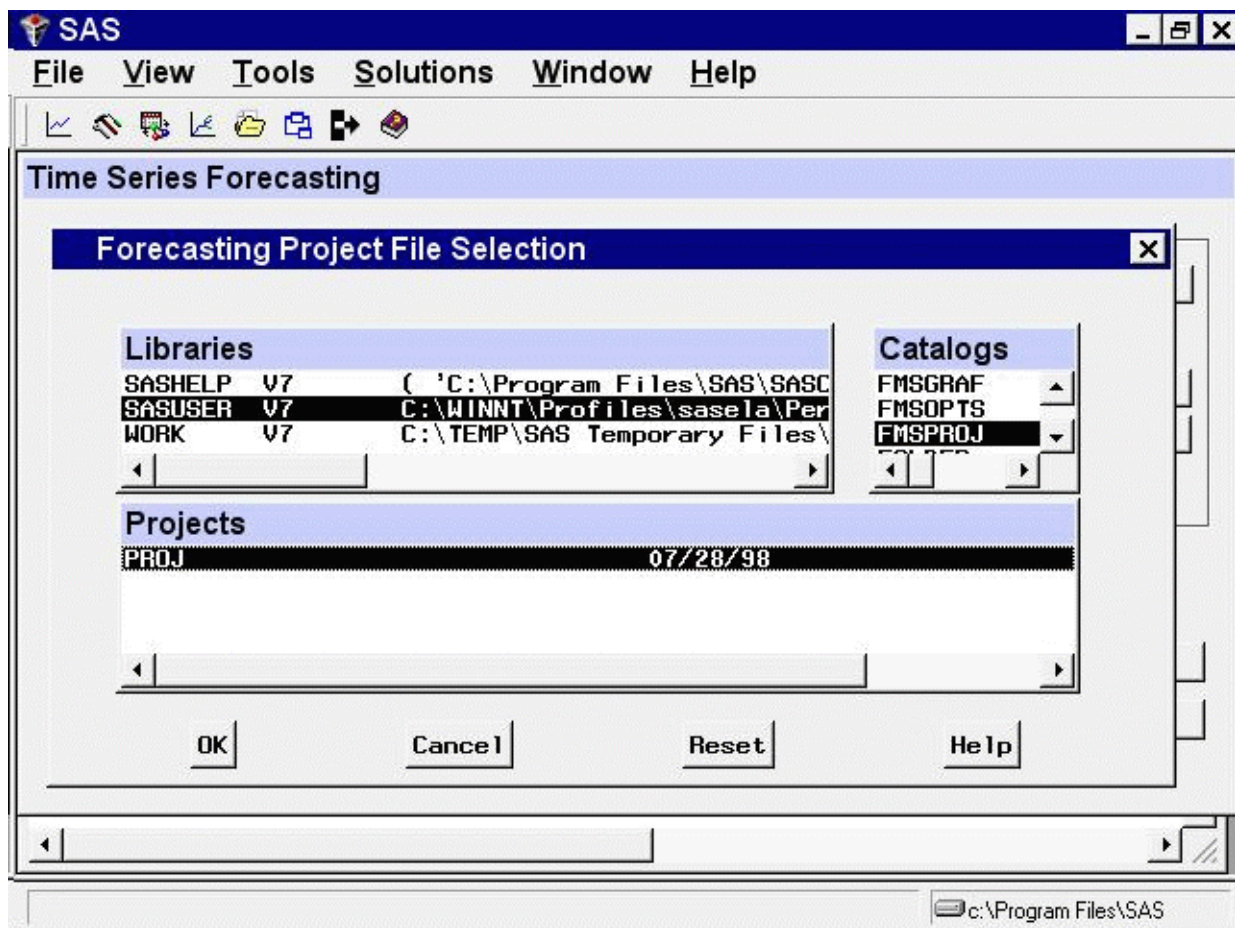 SAS
File View Tools Solutions Window Help
Time Series Forecasting
Forecasting Project File Selection
Libraries
SASHELP V7 ( 'C:\Program Files\SAS\SASC
SASUSER V7 C:\WINNT\Profiles\sasela\Per
WORK V7 C:\TEMP\SAS Temporary Files\
Catalogs
FMSGRAF
FMSOPTS
FMSPROJ
Projects
PROJ 07/28/98
OK Cancel Reset Help
c:\Program Files\SAS